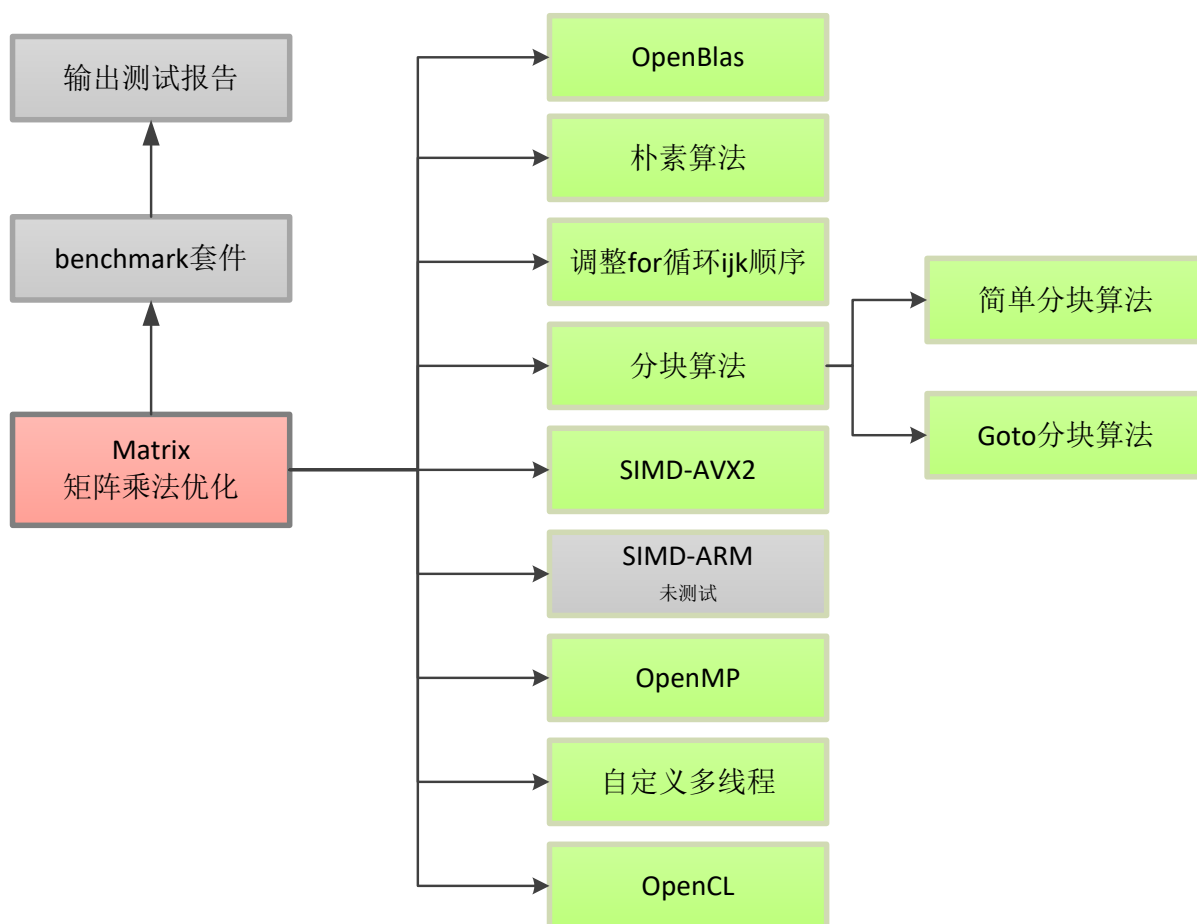 输出测试报告
benchmark套件
Matrix
矩阵乘法优化
OpenBlas
朴素算法
调整for循环ijk顺序
分块算法
SIMD-AVX2
SIMD-ARM
未测试
OpenMP
自定义多线程
OpenCL
简单分块算法
Goto分块算法